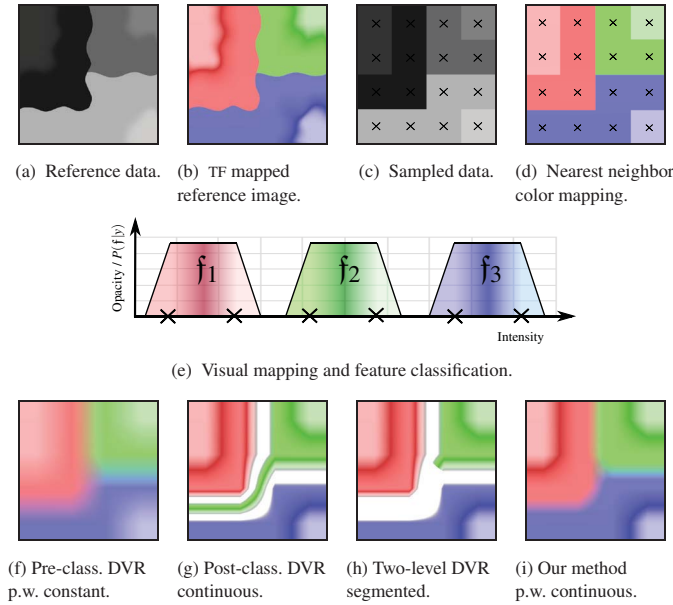 (a) Reference data.
(b) TF mapped
reference image.
(c) Sampled data.
(d) Nearest neighbor
color mapping.
Opacity / P(𝔣|y)
𝔣1
𝔣2
𝔣3
Intensity
(e) Visual mapping and feature classification.
(f) Pre-class. DVR
p.w. constant.
(g) Post-class. DVR
continuous.
(h) Two-level DVR
segmented.
(i) Our method
p.w. continuous.